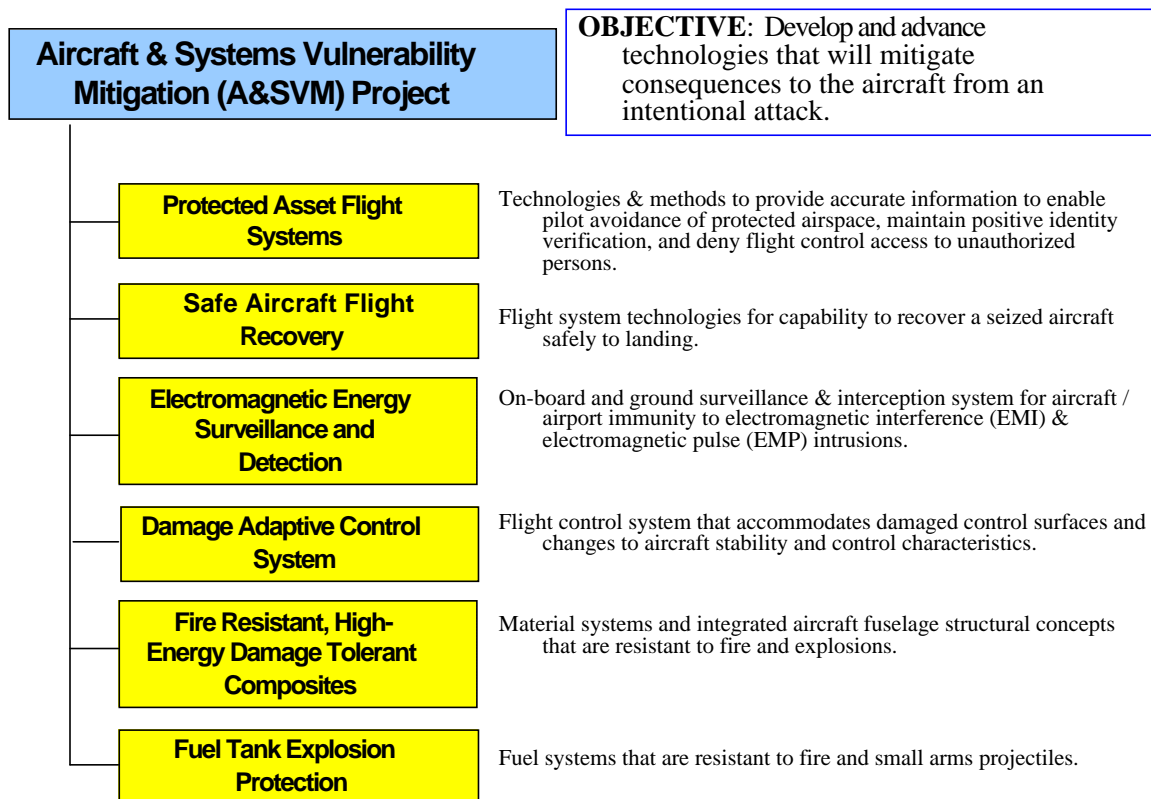 Aircraft & Systems Vulnerability
Mitigation (A&SVM) Project
OBJECTIVE: Develop and advance
technologies that will mitigate
consequences to the aircraft from an
intentional attack.
Protected Asset Flight
Systems
Technologies & methods to provide accurate information to enable
pilot avoidance of protected airspace, maintain positive identity
verification, and deny flight control access to unauthorized
persons.
Safe Aircraft Flight
Recovery
Flight system technologies for capability to recover a seized aircraft
safely to landing.
Electromagnetic Energy
Surveillance and
Detection
On-board and ground surveillance & interception system for aircraft /
airport immunity to electromagnetic interference (EMI) &
electromagnetic pulse (EMP) intrusions.
Damage Adaptive Control
System
Flight control system that accommodates damaged control surfaces and
changes to aircraft stability and control characteristics.
Fire Resistant, High-
Energy Damage Tolerant
Composites
Material systems and integrated aircraft fuselage structural concepts
that are resistant to fire and explosions.
Fuel Tank Explosion
Protection
Fuel systems that are resistant to fire and small arms projectiles.